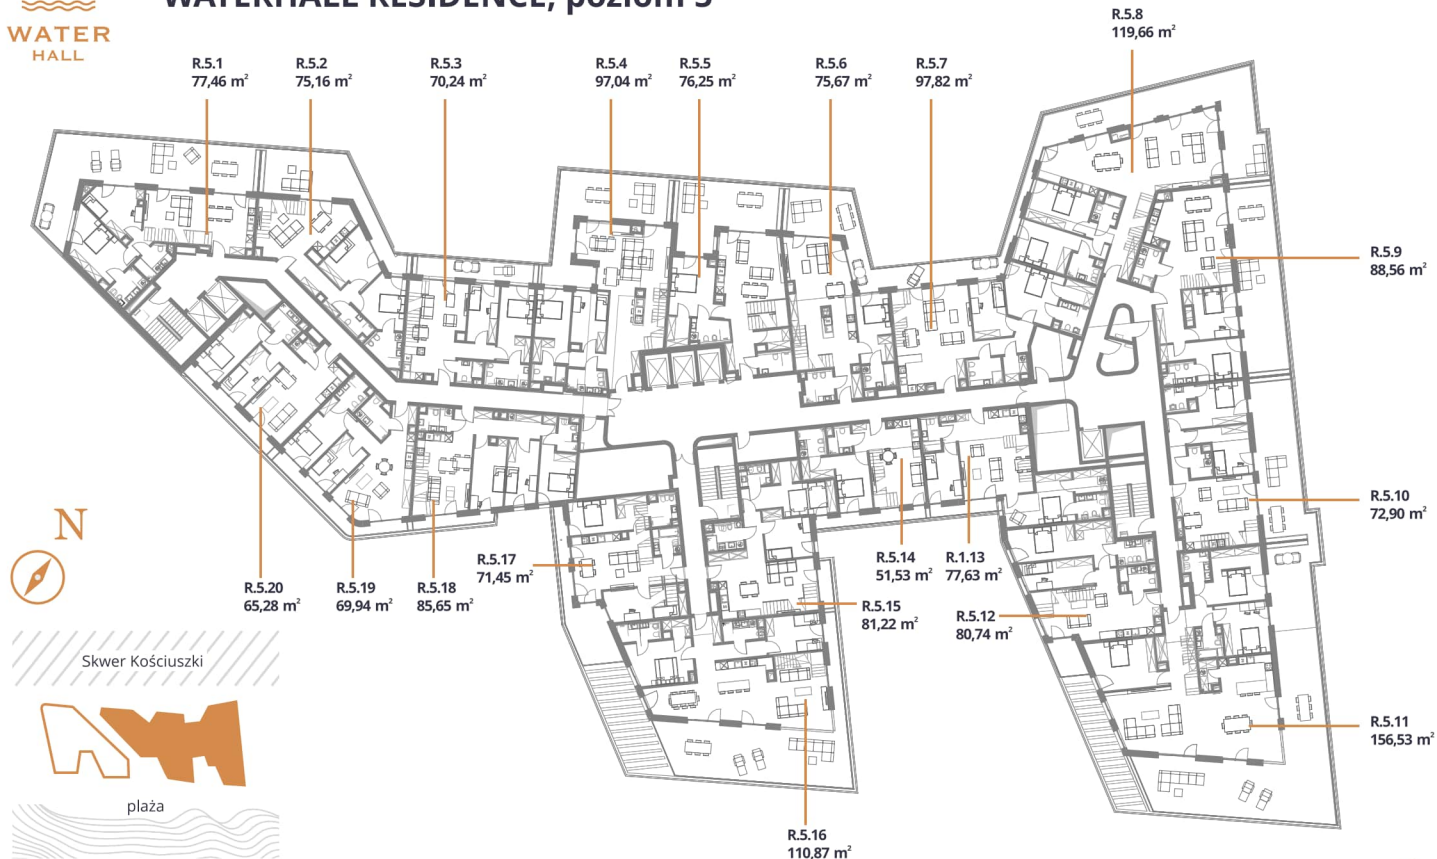 WATERHALL RESIDENCE, poziom 5
WATER
HALL
R.5.8
119,66 m²
R.5.1
77,46 m²
R.5.2
75,16 m²
R.5.3
70,24 m²
R.5.4
97,04 m²
R.5.5
76,25 m²
R.5.6
75,67 m²
R.5.7
97,82 m²
R.5.9
88,56 m²
R.5.10
72,90 m²
N
R.5.20
65,28 m²
R.5.19
69,94 m²
R.5.18
85,65 m²
R.5.17
71,45 m²
R.5.14
51,53 m²
R.1.13
77,63 m²
R.5.15
81,22 m²
R.5.12
80,74 m²
Skwer Kościuszki
R.5.11
156,53 m²
plaża
R.5.16
110,87 m²